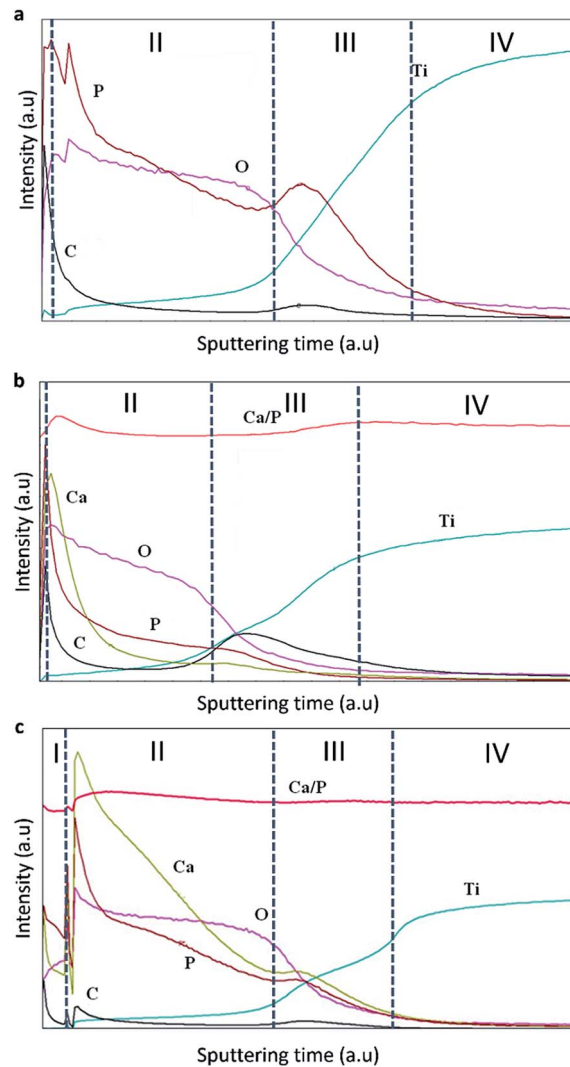 a
II
III
IV
Ti
P
O
C
Intensity (a.u)
Sputtering time (a.u)
b
II
III
IV
Ca/P
Ca
Ti
O
P
C
Intensity (a.u)
Sputtering time (a.u)
c
I
II
III
IV
Ca/P
Ca
Ti
O
P
C
Intensity (a.u)
Sputtering time (a.u)